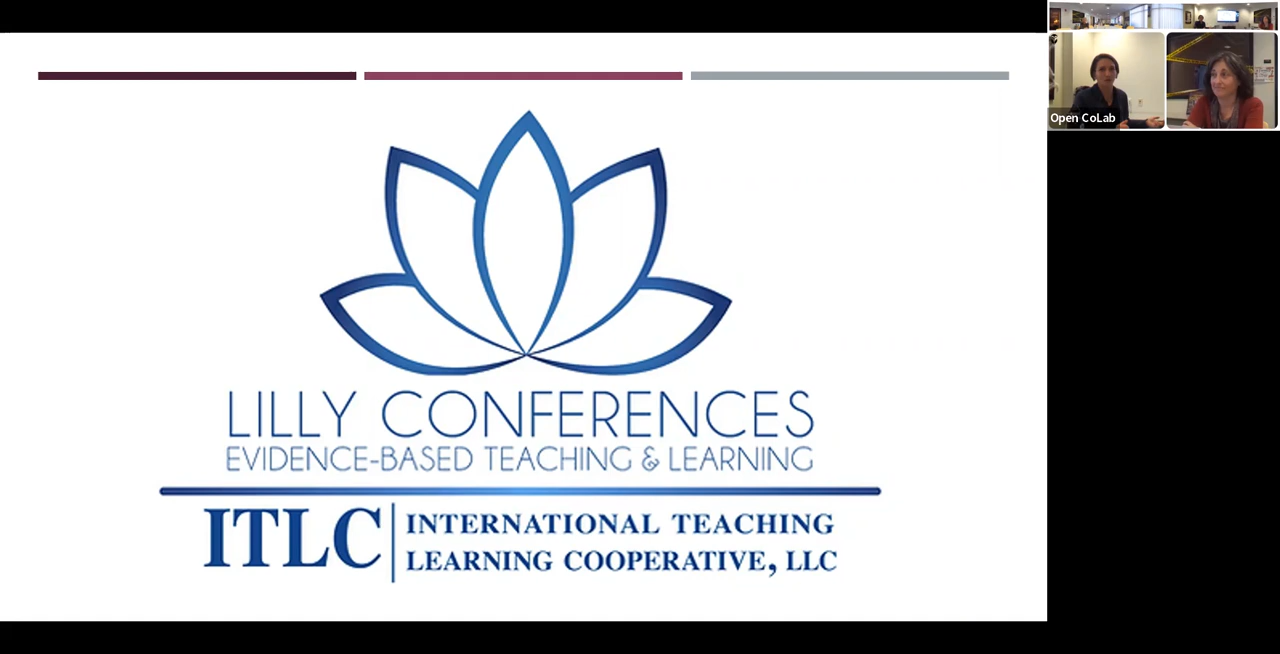 LILLY CONFERENCES
EVIDENCE-BASED TEACHING & LEARNING
ITLC
INTERNATIONAL TEACHING
LEARNING COOPERATIVE, LLC
Open CoLab